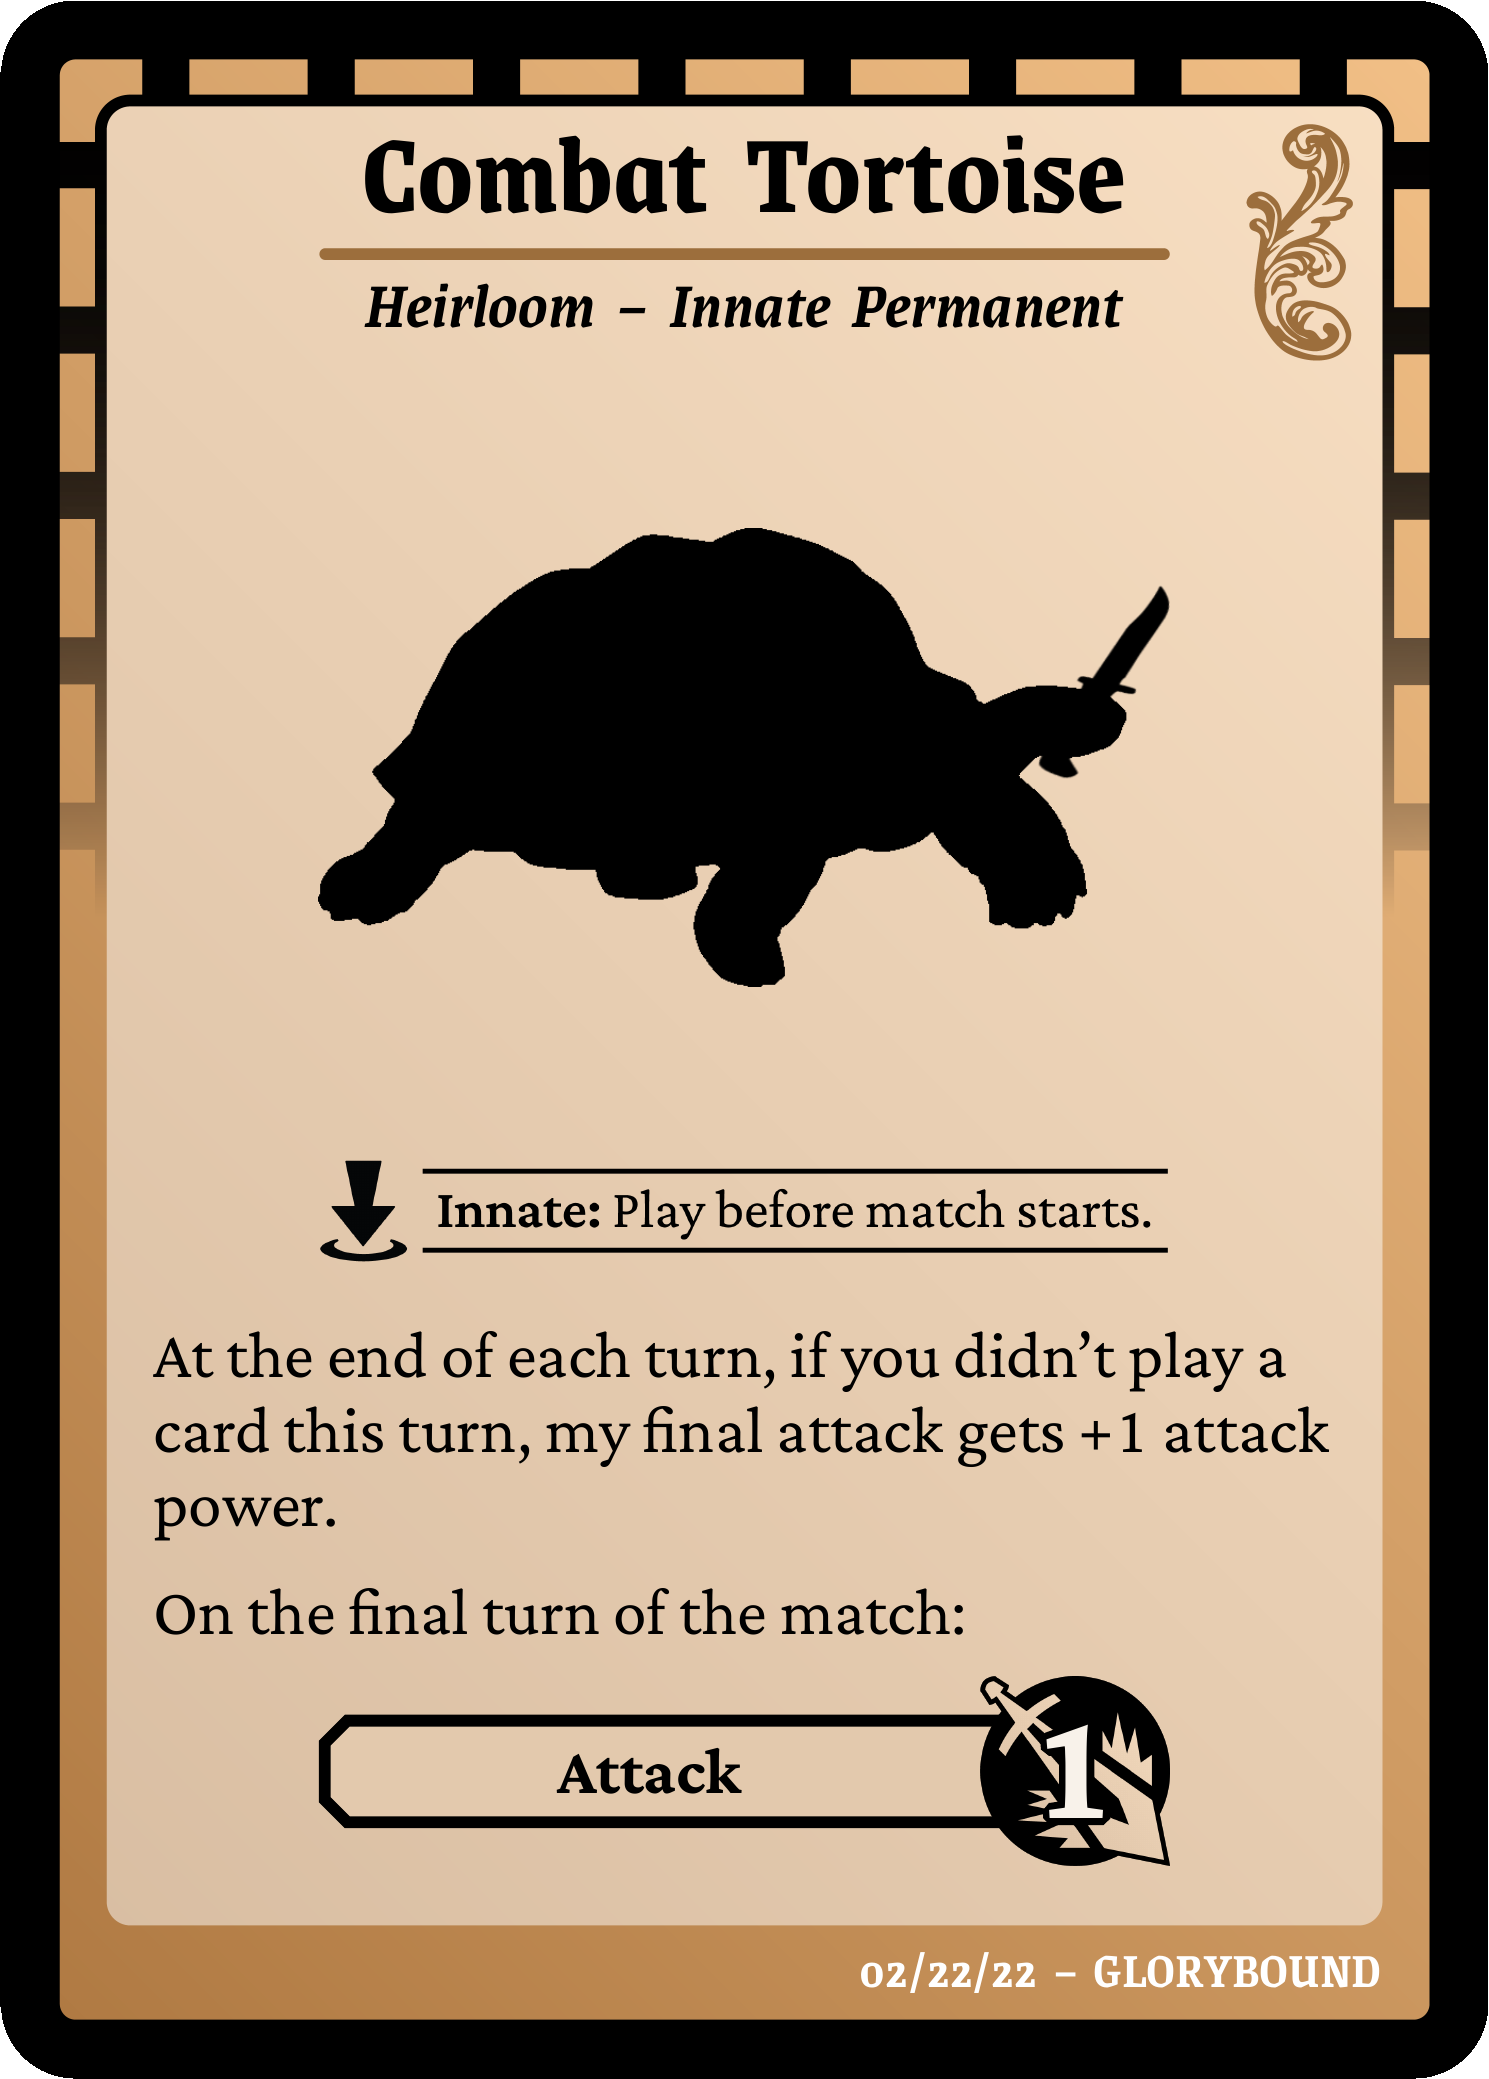 Combat Tortoise
Heirloom – Innate Permanent
Innate: Play before match starts.
At the end of each turn, if you didn’t play a
card this turn, my final attack gets +1 attack
power.
On the final turn of the match:
Attack
1
02/22/22 – GLORYBOUND